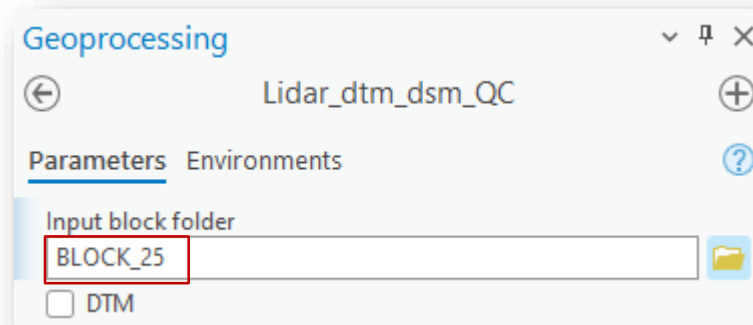 Geoprocessing
Lidar_dtm_dsm_QC
Parameters Environments
Input block folder
BLOCK_25
DTM